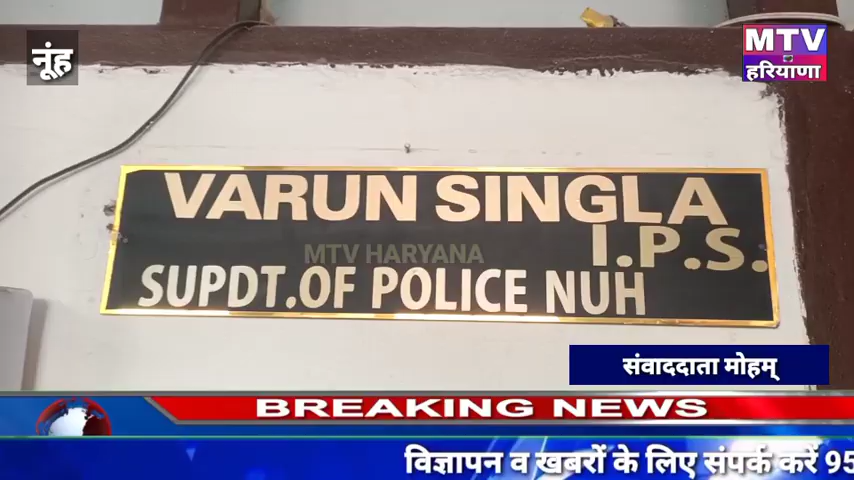 नूंह
MTV
हरियाणा
VARUN SINGLA
I.P.S.
MTV HARYANA
SUPDT.OF POLICE NUH
संवाददाता मोहम्
BREAKING NEWS
विज्ञापन व खबरों के लिए संपर्क करें 95